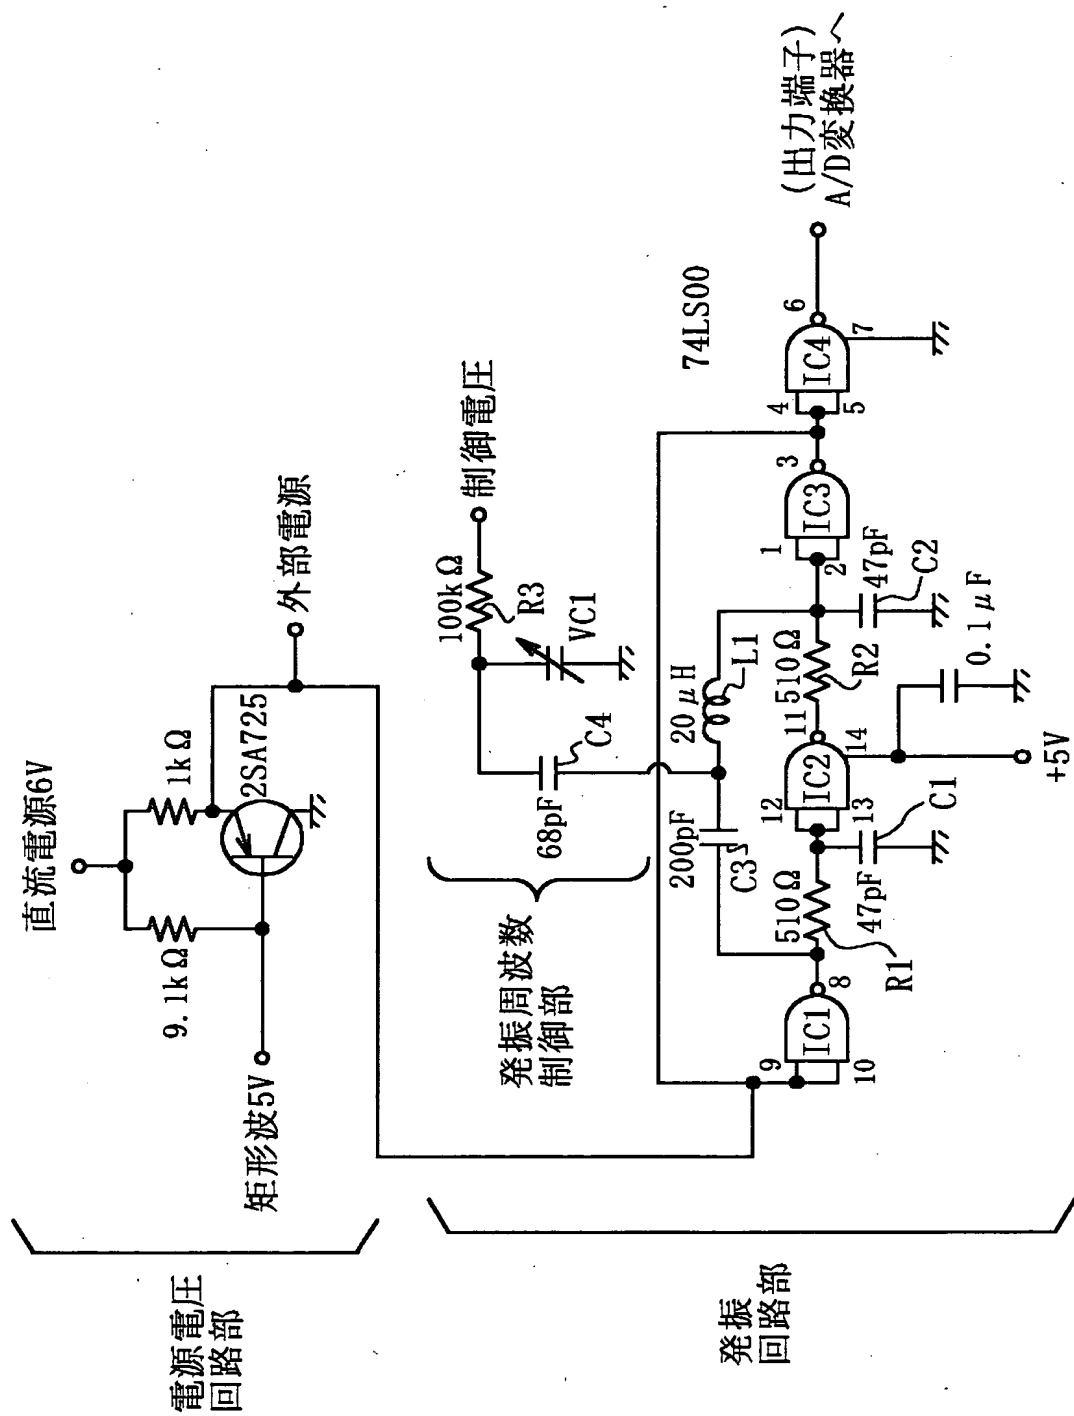 電源電圧
回路部
直流電源6V
9.1kΩ
1kΩ
2SA725
矩形波5V
外部電源
発振
回路部
発振周波数
制御部
制御電圧
100kΩ
R3
VC1
68pF
C4
200pF
C3
20μH
L1
74LS00
9
10
IC1
8
510Ω
R1
47pF
C1
12
13
IC2
11
14
510Ω
R2
47pF
C2
0.1μF
+5V
1
2
IC3
3
4
5
IC4
6
7
(出力端子)
A/D変換器へ